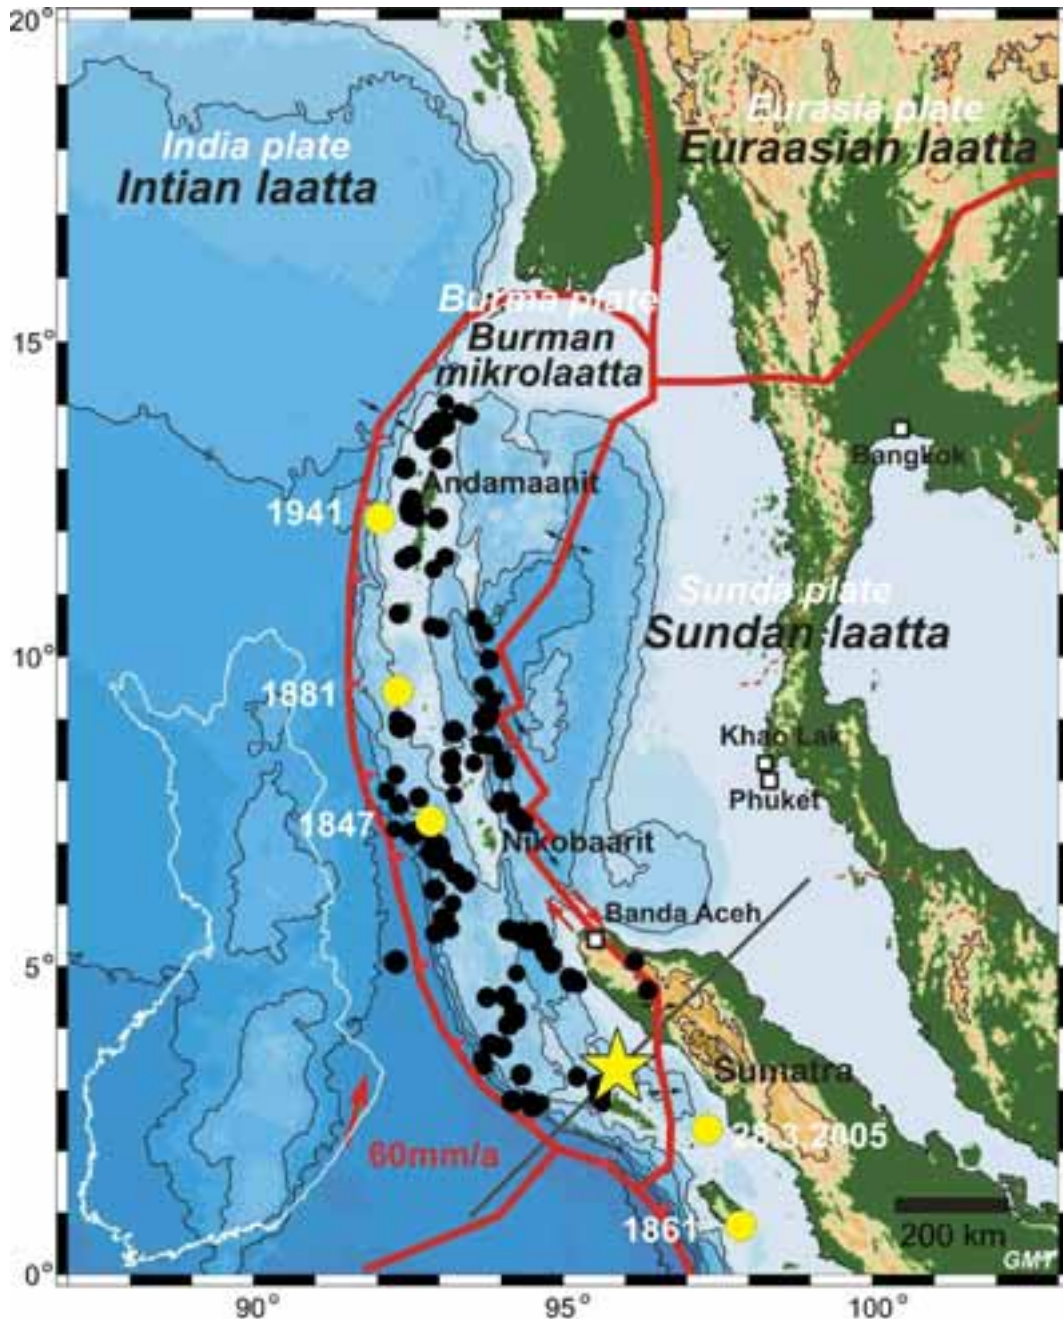 20°
India plate
Intian laatta
Eurasia plate
Euraasian laatta
15°
Burma plate
Burman
mikrolaatta
Bangkok
Andamaanit
1941
Sunda plate
Sundan laatta
10°
1881
Khao Lak
Phuket
1847
Nikobaarit
Banda Aceh
5°
Sumatra
28.3.2005
60mm/a
1861
200 km
GMT
0°
90°
95°
100°